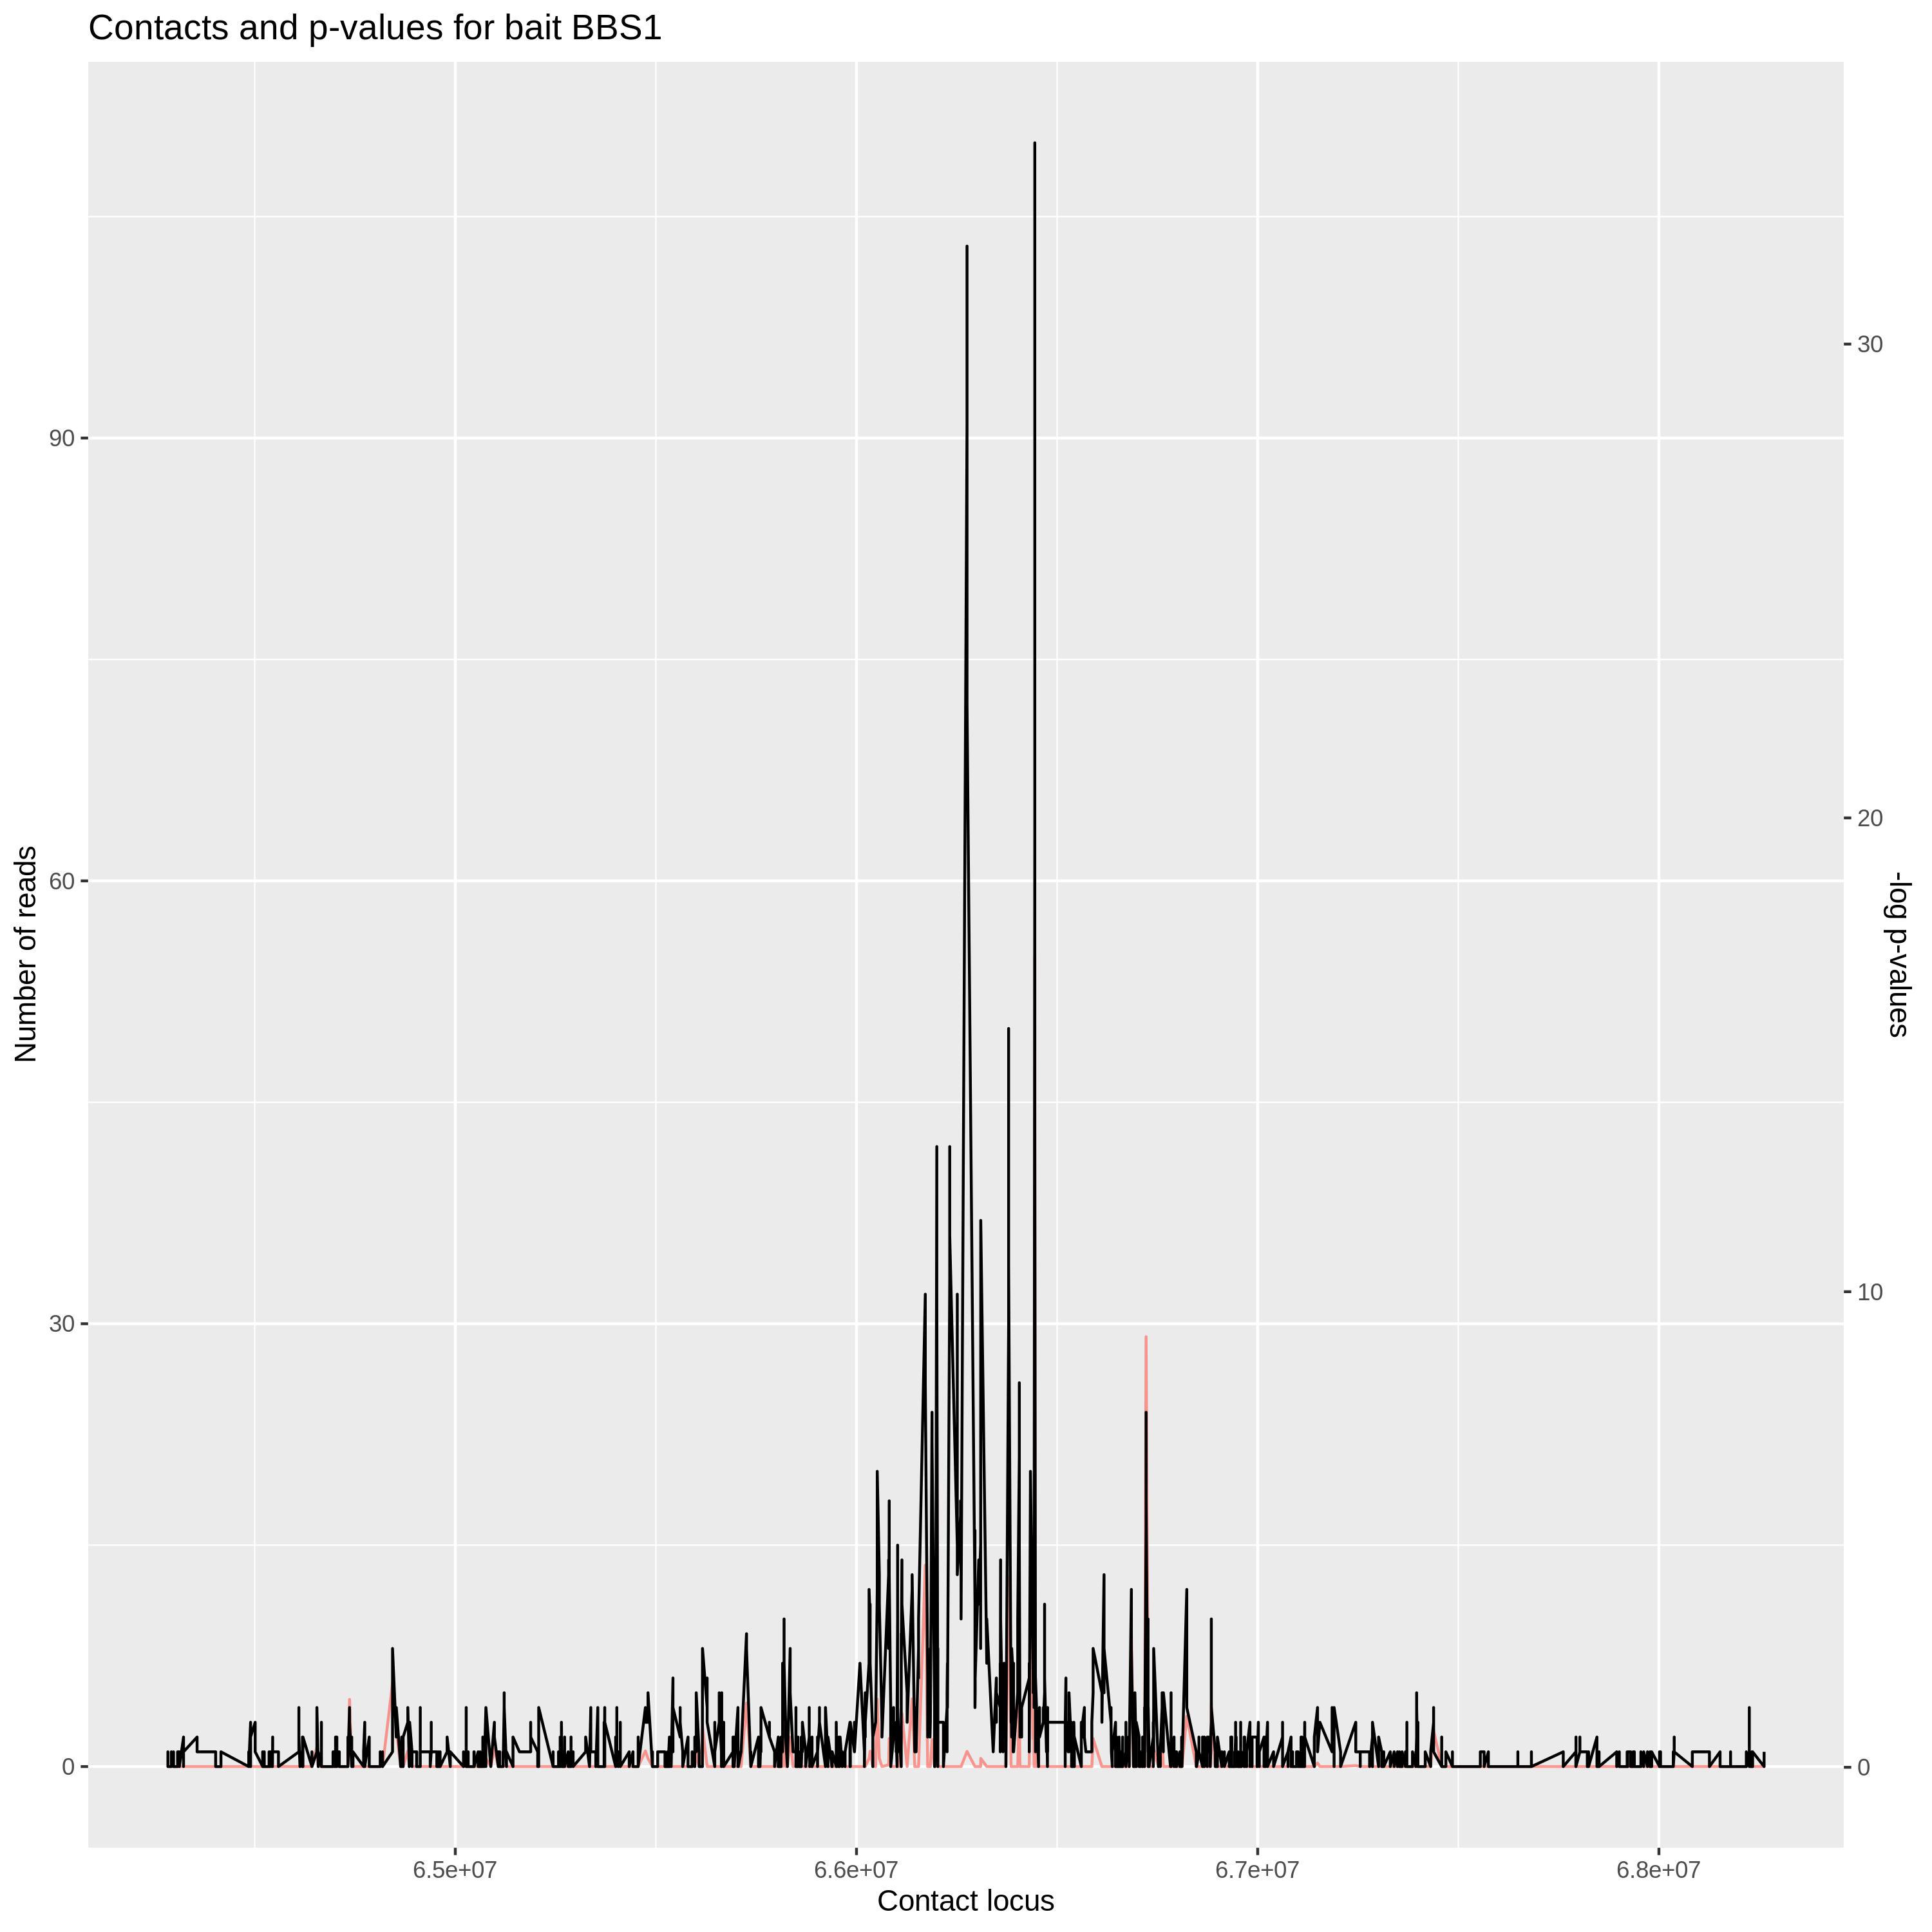 Contacts and p-values for bait BBS1
Number of reads
90
60
30
0
30
20
10
0
-log p-values
6.5e+07
6.6e+07
6.7e+07
6.8e+07
Contact locus